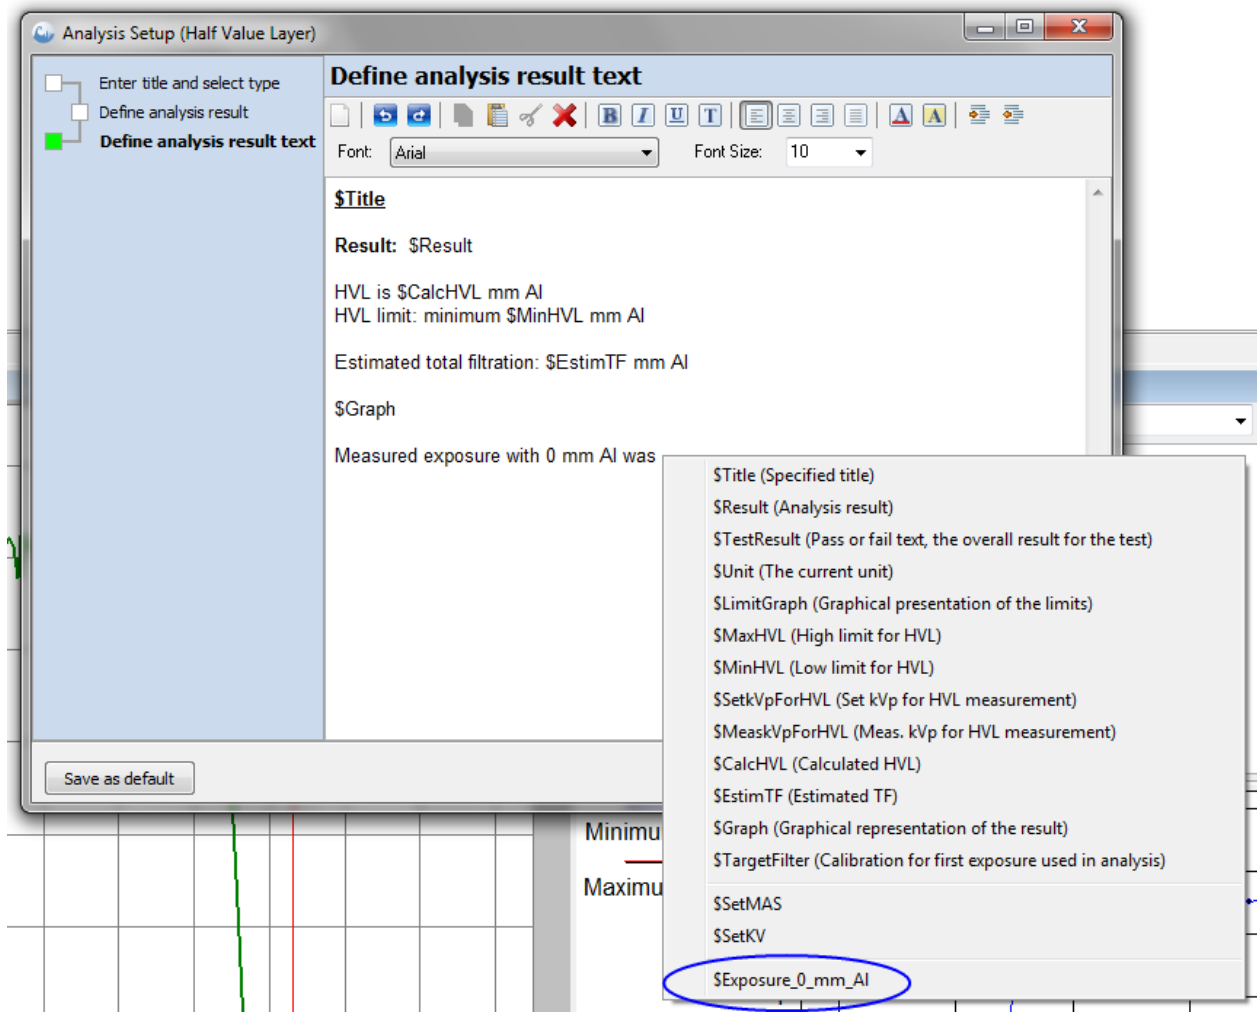 Analysis Setup (Half Value Layer)
Enter title and select type
Define analysis result
Define analysis result text
Define analysis result text
B I U T A A
Font: Arial Font Size: 10
$Title
Result: $Result
HVL is $CalcHVL mm Al
HVL limit: minimum $MinHVL mm Al
Estimated total filtration: $EstimTF mm Al
$Graph
Measured exposure with 0 mm Al was
$Title (Specified title)
$Result (Analysis result)
$TestResult (Pass or fail text, the overall result for the test)
$Unit (The current unit)
$LimitGraph (Graphical presentation of the limits)
$MaxHVL (High limit for HVL)
$MinHVL (Low limit for HVL)
$SetkVpForHVL (Set kVp for HVL measurement)
$MeaskVpForHVL (Meas. kVp for HVL measurement)
$CalcHVL (Calculated HVL)
$EstimTF (Estimated TF)
$Graph (Graphical representation of the result)
$TargetFilter (Calibration for first exposure used in analysis)
$SetMAS
$SetKV
$Exposure_0_mm_Al
Save as default
Minimu
Maximu